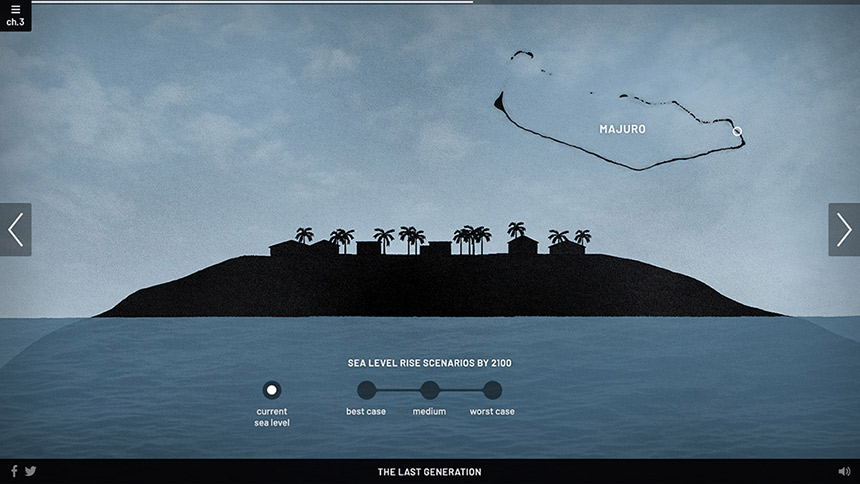 ch.3
MAJURO
SEA LEVEL RISE SCENARIOS BY 2100
current
sea level
best case
medium
worst case
THE LAST GENERATION